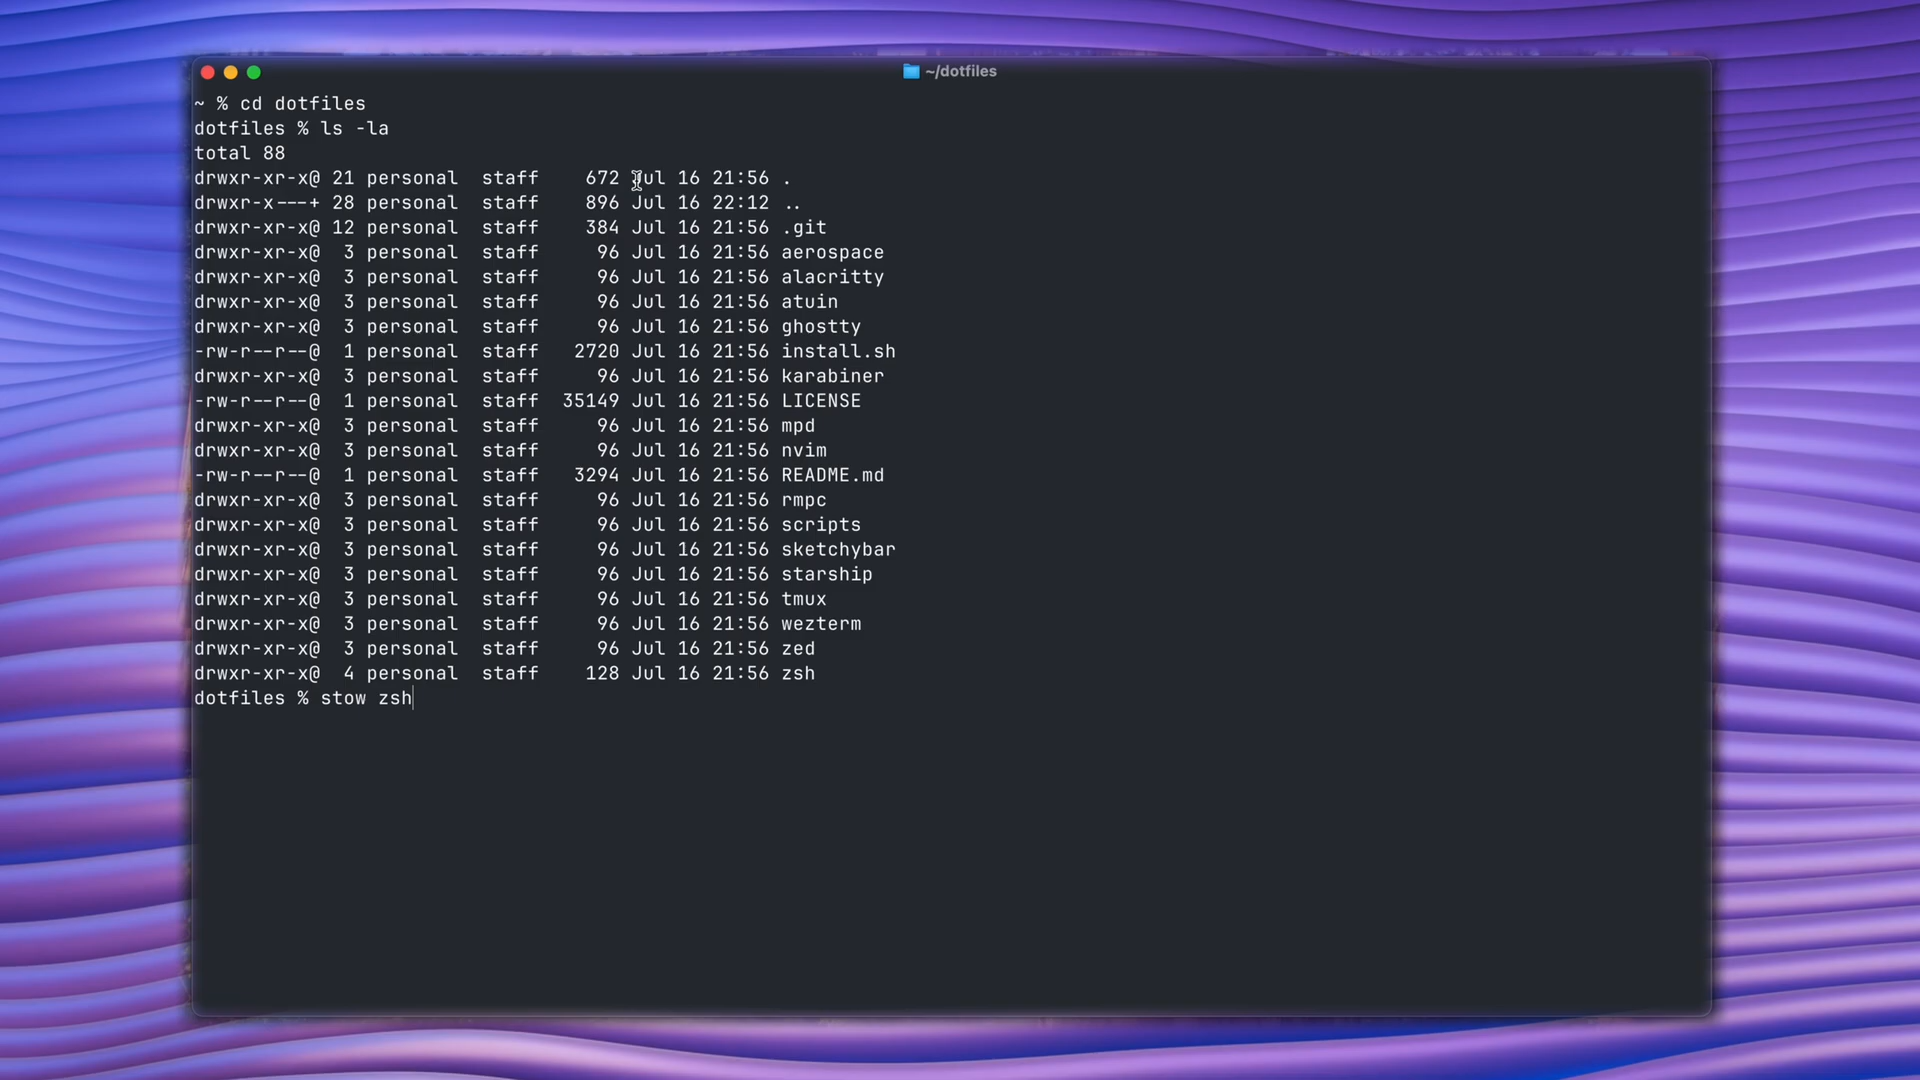 ~/dotfiles
~ % cd dotfiles
dotfiles % ls -la
total 88
drwxr-xr-x@ 21 personal  staff    672 Jul 16 21:56 .
drwxr-x---+ 28 personal  staff    896 Jul 16 22:12 ..
drwxr-xr-x@ 12 personal  staff    384 Jul 16 21:56 .git
drwxr-xr-x@  3 personal  staff     96 Jul 16 21:56 aerospace
drwxr-xr-x@  3 personal  staff     96 Jul 16 21:56 alacritty
drwxr-xr-x@  3 personal  staff     96 Jul 16 21:56 atuin
drwxr-xr-x@  3 personal  staff     96 Jul 16 21:56 ghostty
-rw-r--r--@  1 personal  staff   2720 Jul 16 21:56 install.sh
drwxr-xr-x@  3 personal  staff     96 Jul 16 21:56 karabiner
-rw-r--r--@  1 personal  staff  35149 Jul 16 21:56 LICENSE
drwxr-xr-x@  3 personal  staff     96 Jul 16 21:56 mpd
drwxr-xr-x@  3 personal  staff     96 Jul 16 21:56 nvim
-rw-r--r--@  1 personal  staff   3294 Jul 16 21:56 README.md
drwxr-xr-x@  3 personal  staff     96 Jul 16 21:56 rmpc
drwxr-xr-x@  3 personal  staff     96 Jul 16 21:56 scripts
drwxr-xr-x@  3 personal  staff     96 Jul 16 21:56 sketchybar
drwxr-xr-x@  3 personal  staff     96 Jul 16 21:56 starship
drwxr-xr-x@  3 personal  staff     96 Jul 16 21:56 tmux
drwxr-xr-x@  3 personal  staff     96 Jul 16 21:56 wezterm
drwxr-xr-x@  3 personal  staff     96 Jul 16 21:56 zed
drwxr-xr-x@  4 personal  staff    128 Jul 16 21:56 zsh
dotfiles % stow zsh